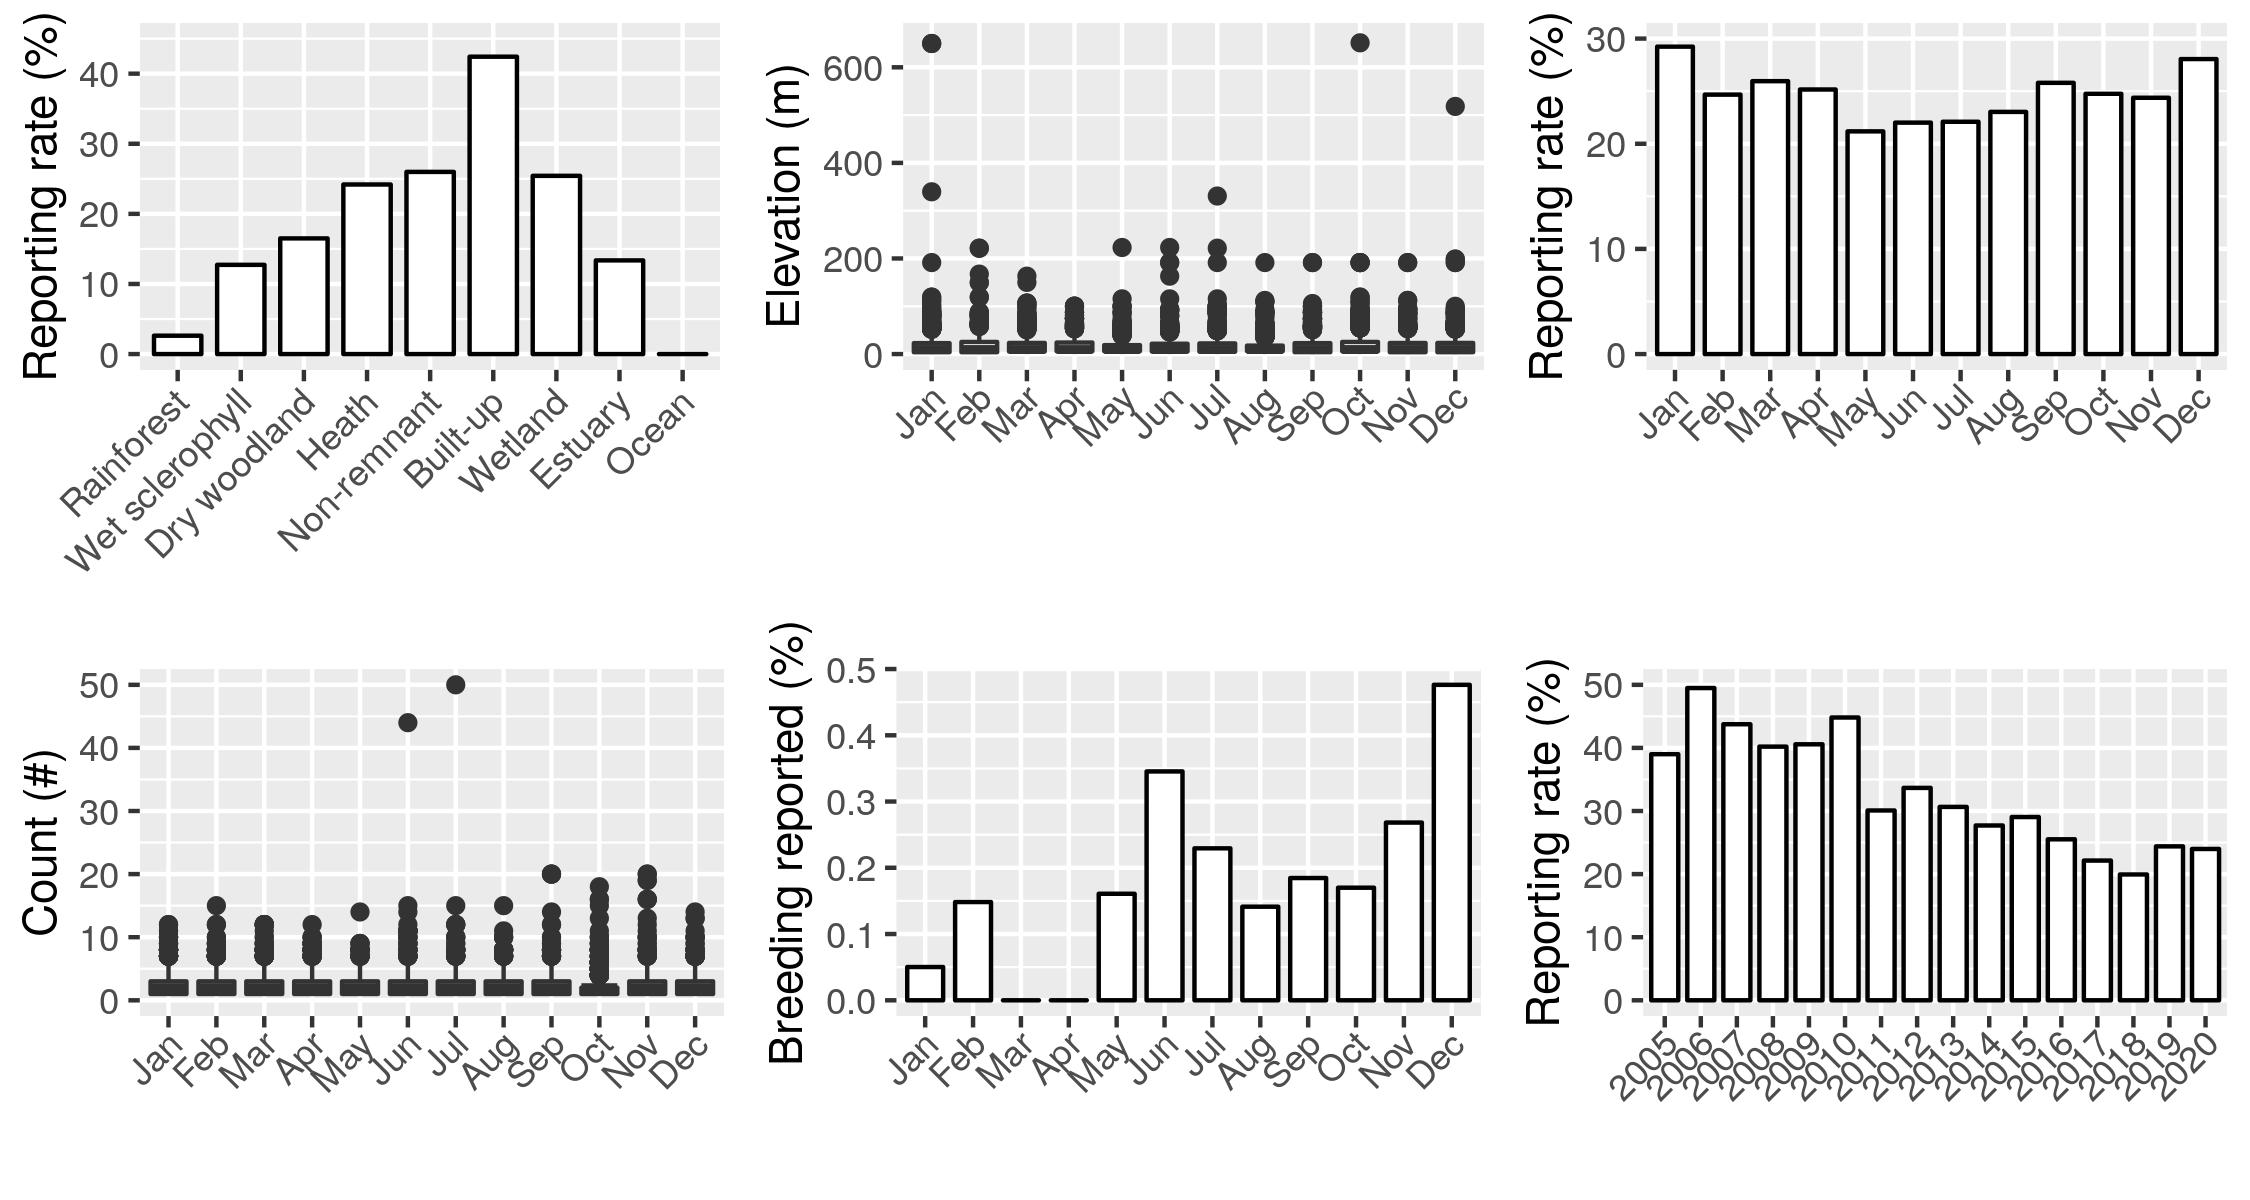 Reporting rate (%)
40
30
20
10
0
Rainforest
Wet sclerophyll
Dry woodland
Heath
Non-remnant
Built-up
Wetland
Estuary
Ocean
Elevation (m)
600
400
200
0
Jan
Feb
Mar
Apr
May
Jun
Jul
Aug
Sep
Oct
Nov
Dec
Reporting rate (%)
30
20
10
0
Jan
Feb
Mar
Apr
May
Jun
Jul
Aug
Sep
Oct
Nov
Dec
Count (#)
50
40
30
20
10
0
Jan
Feb
Mar
Apr
May
Jun
Jul
Aug
Sep
Oct
Nov
Dec
Breeding reported (%)
0.5
0.4
0.3
0.2
0.1
0.0
Jan
Feb
Mar
Apr
May
Jun
Jul
Aug
Sep
Oct
Nov
Dec
Reporting rate (%)
50
40
30
20
10
0
2005
2006
2007
2008
2009
2010
2011
2012
2013
2014
2015
2016
2017
2018
2019
2020